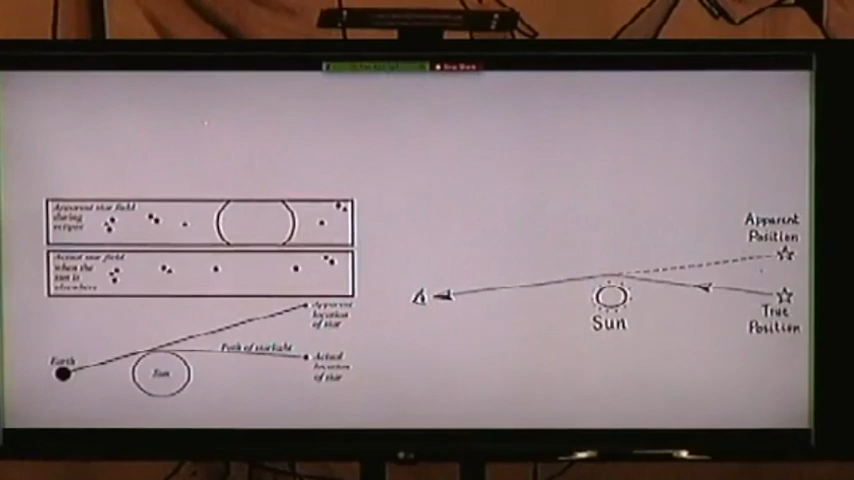 Apparent star field
during
eclipse
Actual star field
when the
sun is
elsewhere
Apparent
location
of star
Path of starlight
Earth
Sun
Actual
location
of star
Apparent
Position
Sun
True
Position